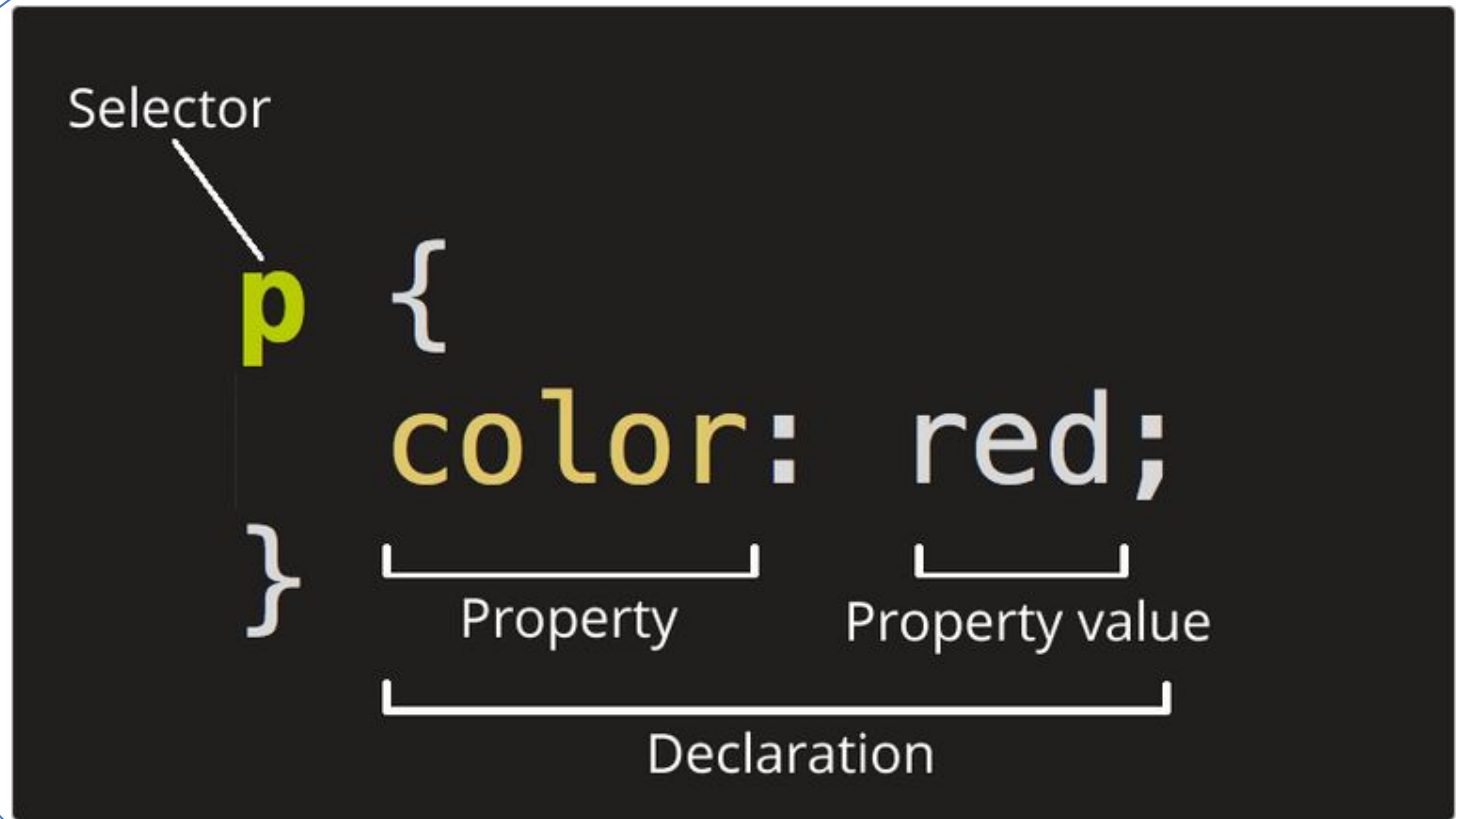 Selector
p {
color: red;
}
Property Property value
Declaration